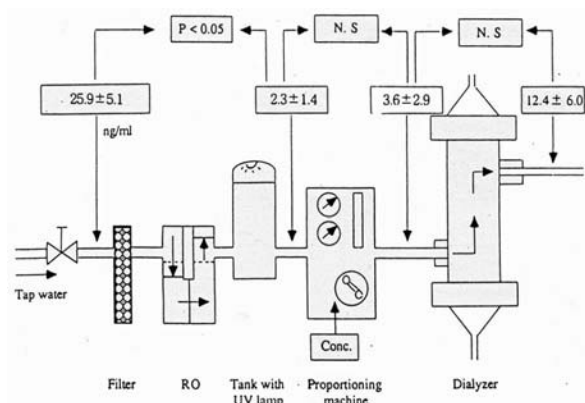 P < 0.05
N. S
N. S
25.9±5.1
2.3±1.4
3.6±2.9
12.4± 6.0
ng/ml
Tap water
Conc.
Filter
RO
Tank with
UV lamp
Proportioning
machine
Dialyzer